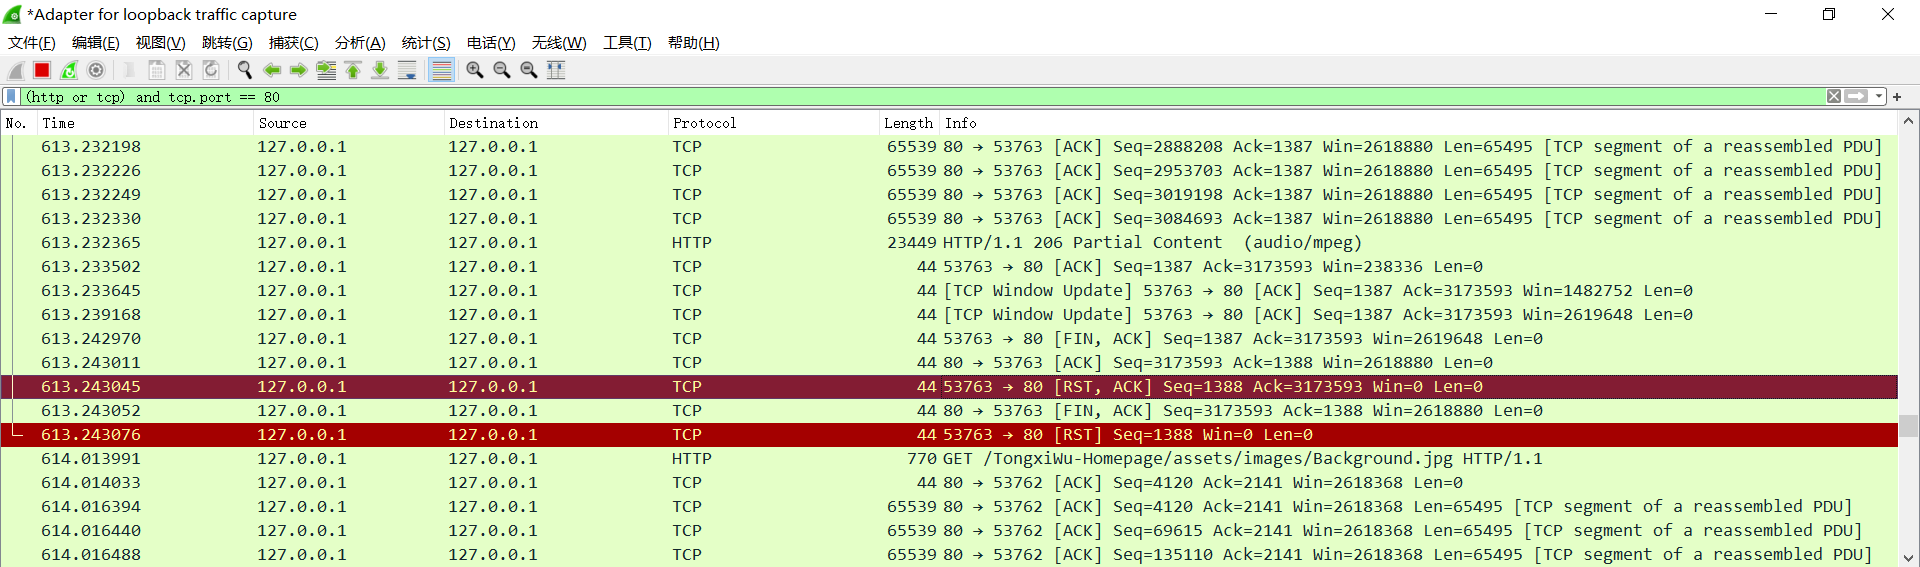 *Adapter for loopback traffic capture
文件(F) 编辑(E) 视图(V) 跳转(G) 捕获(C) 分析(A) 统计(S) 电话(Y) 无线(W) 工具(T) 帮助(H)
(http or tcp) and tcp.port == 80
No. Time Source Destination Protocol Length Info
613.232198 127.0.0.1 127.0.0.1 TCP 65539 80 → 53763 [ACK] Seq=2888208 Ack=1387 Win=2618880 Len=65495 [TCP segment of a reassembled PDU]
613.232226 127.0.0.1 127.0.0.1 TCP 65539 80 → 53763 [ACK] Seq=2953703 Ack=1387 Win=2618880 Len=65495 [TCP segment of a reassembled PDU]
613.232249 127.0.0.1 127.0.0.1 TCP 65539 80 → 53763 [ACK] Seq=3019198 Ack=1387 Win=2618880 Len=65495 [TCP segment of a reassembled PDU]
613.232330 127.0.0.1 127.0.0.1 TCP 65539 80 → 53763 [ACK] Seq=3084693 Ack=1387 Win=2618880 Len=65495 [TCP segment of a reassembled PDU]
613.232365 127.0.0.1 127.0.0.1 HTTP 23449 HTTP/1.1 206 Partial Content (audio/mpeg)
613.233502 127.0.0.1 127.0.0.1 TCP 44 53763 → 80 [ACK] Seq=1387 Ack=3173593 Win=238336 Len=0
613.233645 127.0.0.1 127.0.0.1 TCP 44 [TCP Window Update] 53763 → 80 [ACK] Seq=1387 Ack=3173593 Win=1482752 Len=0
613.239168 127.0.0.1 127.0.0.1 TCP 44 [TCP Window Update] 53763 → 80 [ACK] Seq=1387 Ack=3173593 Win=2619648 Len=0
613.242970 127.0.0.1 127.0.0.1 TCP 44 53763 → 80 [FIN, ACK] Seq=1387 Ack=3173593 Win=2619648 Len=0
613.243011 127.0.0.1 127.0.0.1 TCP 44 80 → 53763 [ACK] Seq=3173593 Ack=1388 Win=2618880 Len=0
613.243045 127.0.0.1 127.0.0.1 TCP 44 53763 → 80 [RST, ACK] Seq=1388 Ack=3173593 Win=0 Len=0
613.243052 127.0.0.1 127.0.0.1 TCP 44 80 → 53763 [FIN, ACK] Seq=3173593 Ack=1388 Win=2618880 Len=0
613.243076 127.0.0.1 127.0.0.1 TCP 44 53763 → 80 [RST] Seq=1388 Win=0 Len=0
614.013991 127.0.0.1 127.0.0.1 HTTP 770 GET /TongxiWu-Homepage/assets/images/Background.jpg HTTP/1.1
614.014033 127.0.0.1 127.0.0.1 TCP 44 80 → 53762 [ACK] Seq=4120 Ack=2141 Win=2618368 Len=0
614.016394 127.0.0.1 127.0.0.1 TCP 65539 80 → 53762 [ACK] Seq=4120 Ack=2141 Win=2618368 Len=65495 [TCP segment of a reassembled PDU]
614.016440 127.0.0.1 127.0.0.1 TCP 65539 80 → 53762 [ACK] Seq=69615 Ack=2141 Win=2618368 Len=65495 [TCP segment of a reassembled PDU]
614.016488 127.0.0.1 127.0.0.1 TCP 65539 80 → 53762 [ACK] Seq=135110 Ack=2141 Win=2618368 Len=65495 [TCP segment of a reassembled PDU]